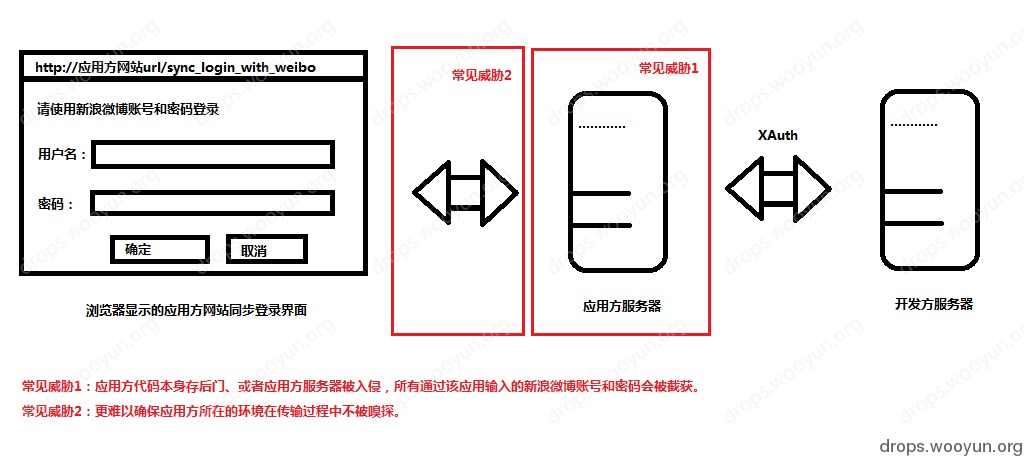 http://应用方网站url/sync_login_with_weibo
请使用新浪微博账号和密码登录
用户名：
密码：
确定
取消
浏览器显示的应用方网站同步登录界面
常见威胁2
常见威胁1
............
应用方服务器
XAuth
............
开发方服务器
常见威胁1：应用方代码本身存后门、或者应用方服务器被入侵，所有通过该应用输入的新浪微博账号和密码会被截获。
常见威胁2：更难以确保应用方所在的环境在传输过程中不被嗅探。
drops.wooyun.org